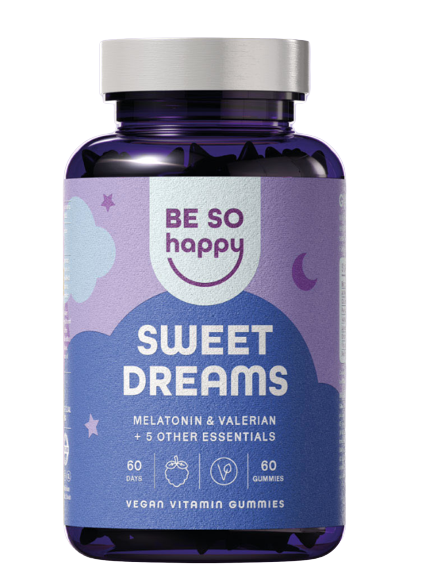 BE SO
happy
SWEET
DREAMS
MELATONIN & VALERIAN
+ 5 OTHER ESSENTIALS
60
DAYS
60
GUMMIES
VEGAN VITAMIN GUMMIES